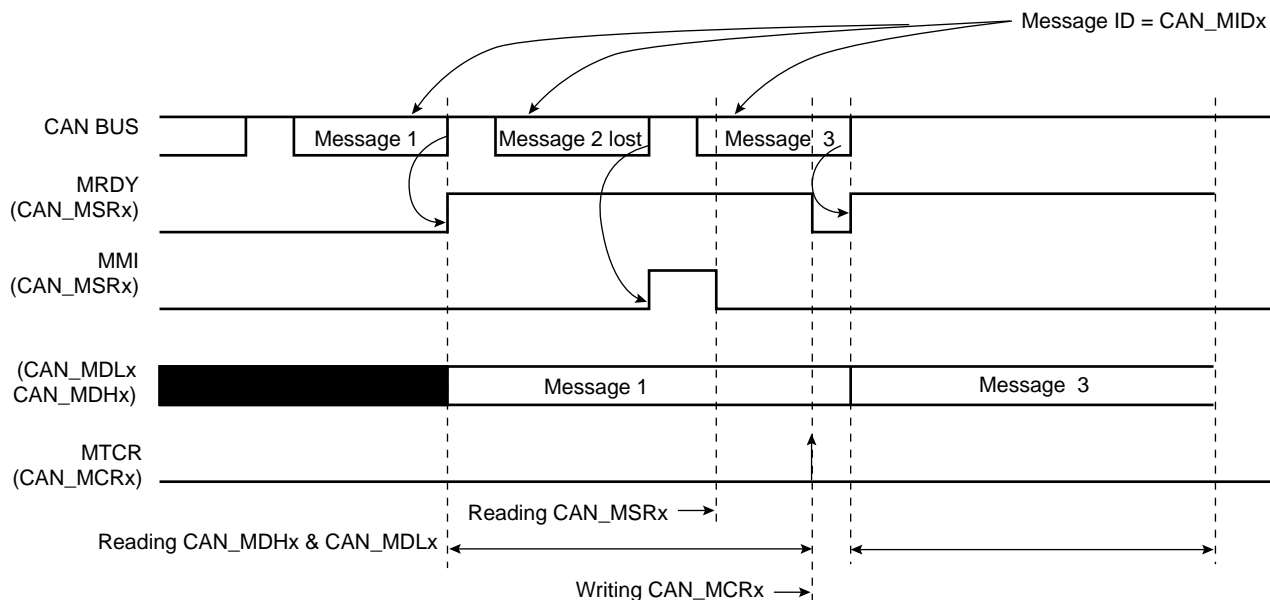 Message ID = CAN_MIDx
CAN BUS
Message 1
Message 2 lost
Message 3
MRDY
(CAN_MSRx)
MMI
(CAN_MSRx)
(CAN_MDLx
CAN_MDHx)
Message 1
Message 3
MTCR
(CAN_MCRx)
Reading CAN_MSRx
Reading CAN_MDHx & CAN_MDLx
Writing CAN_MCRx